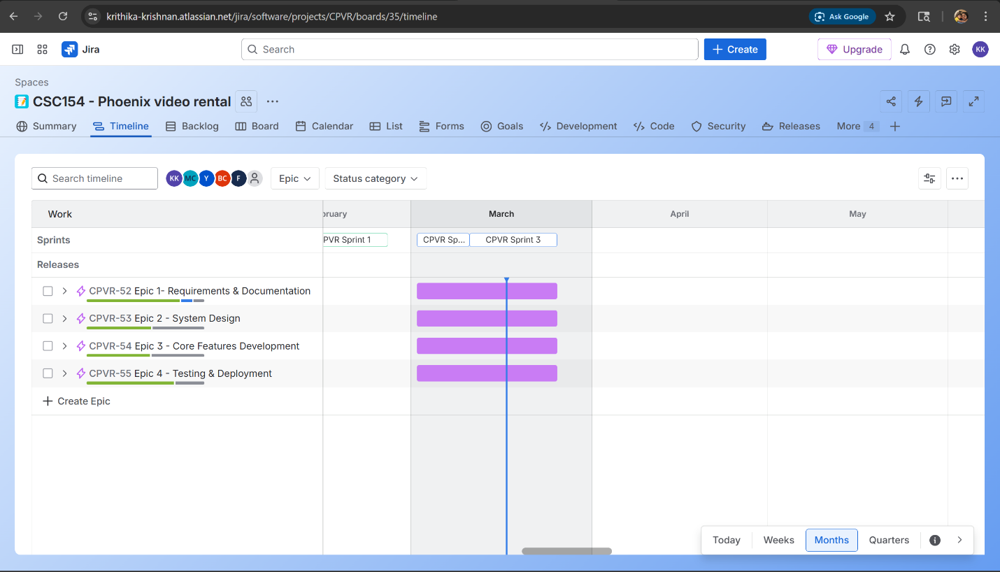 krithika-krishnan.atlassian.net/jira/software/projects/CPVR/boards/35/timeline
Ask Google
Jira
Search
Create
Upgrade
KK
Spaces
CSC154 - Phoenix video rental
Summary
Timeline
Backlog
Board
Calendar
List
Forms
Goals
Development
Code
Security
Releases
More 4
Search timeline
KK
MC
Y
BC
F
Epic
Status category
Work
bruary
March
April
May
Sprints
PVR Sprint 1
CPVR Sp...
CPVR Sprint 3
Releases
CPVR-52 Epic 1- Requirements & Documentation
CPVR-53 Epic 2 - System Design
CPVR-54 Epic 3 - Core Features Development
CPVR-55 Epic 4 - Testing & Deployment
Create Epic
Today
Weeks
Months
Quarters